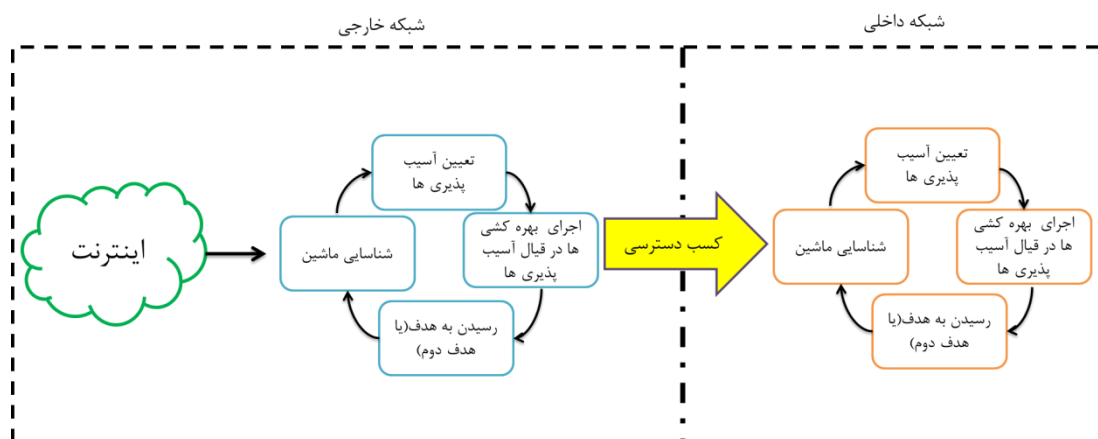 شبکه خارجی
شبکه داخلی
اینترنت
تعیین آسیب
پذیری ها
اجرای بهره کشی
ها در قبال آسیب
پذیری ها
رسیدن به هدف(یا
هدف دوم)
شناسایی ماشین
کسب دسترسی
تعیین آسیب
پذیری ها
اجرای بهره کشی
ها در قبال آسیب
پذیری ها
رسیدن به هدف(یا
هدف دوم)
شناسایی ماشین